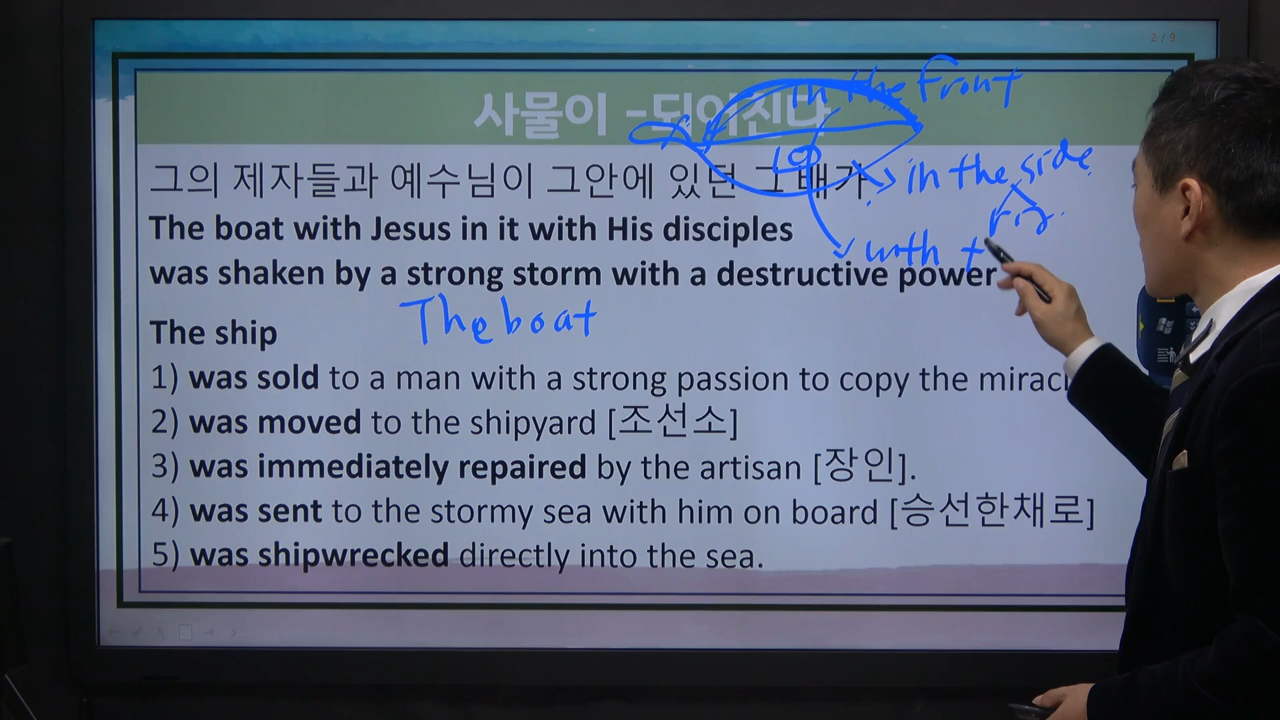 2 / 9
사물이 -되어진다
in the front
그의 제자들과 예수님이 그안에 있던 그 배가
in the side
The boat with Jesus in it with His disciples
with
was shaken by a strong storm with a destructive power
The boat
The ship
1) was sold to a man with a strong passion to copy the
2) was moved to the shipyard [조선소]
3) was immediately repaired by the artisan [장인].
4) was sent to the stormy sea with him on board [승선한채로]
5) was shipwrecked directly into the sea.